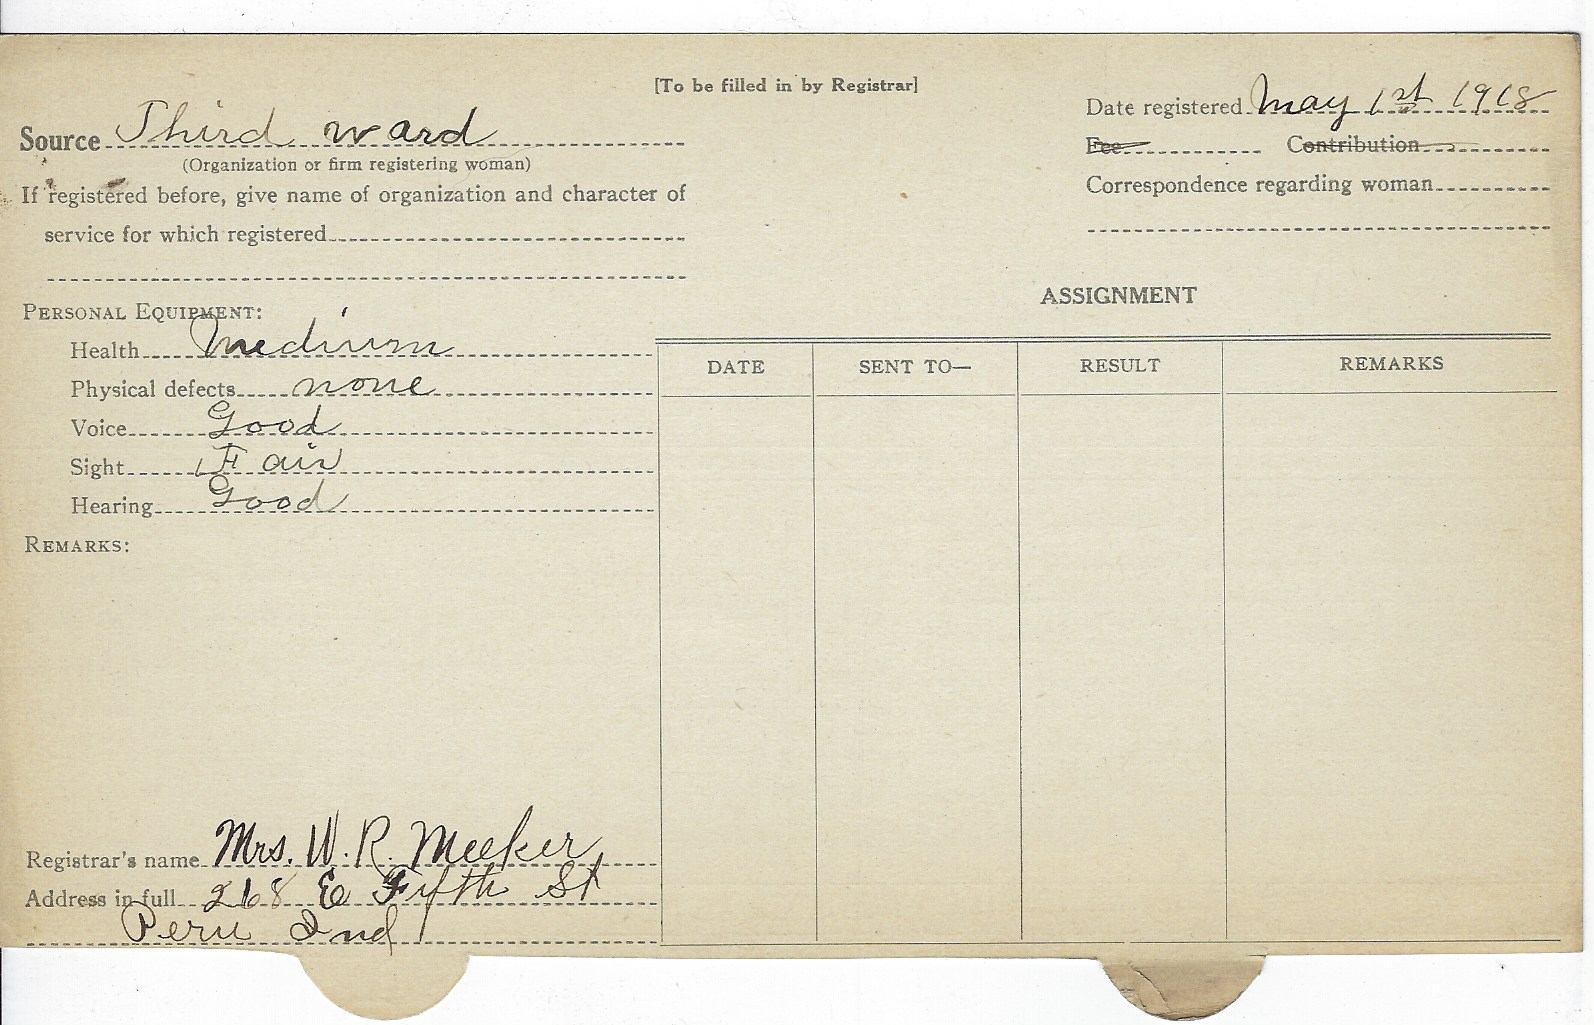 [To be filled in by Registrar]
Source Third ward
(Organization or firm registering woman)
If registered before, give name of organization and character of
service for which registered
Date registered May 1st 1918
Fee Contribution
Correspondence regarding woman
PERSONAL EQUIPMENT:
Health Medium
Physical defects none
Voice Good
Sight Fair
Hearing Good
REMARKS:
Registrar's name Mrs. W. R. Meeker
Address in full 268 E Fifth St
Peru Ind
ASSIGNMENT
DATE SENT TO— RESULT REMARKS